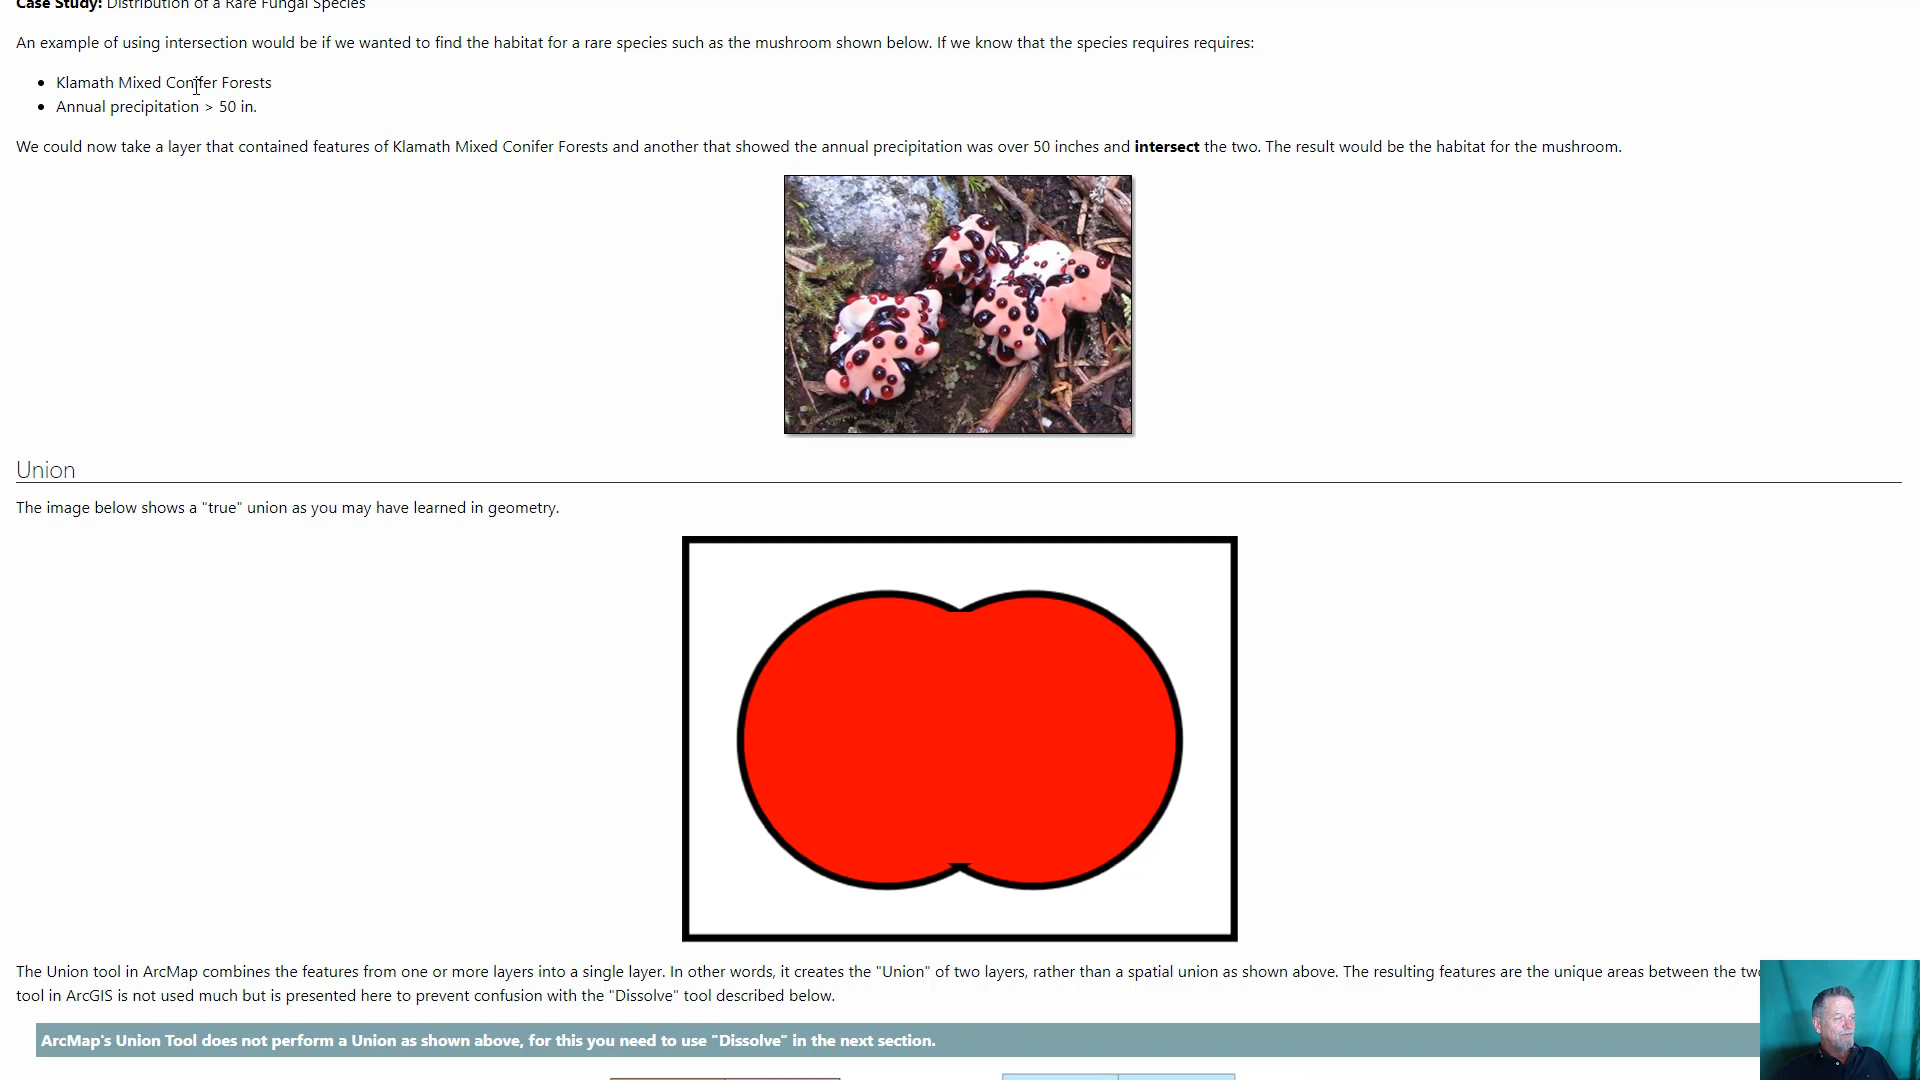 Case Study: Distribution of a Rare Fungal Species
An example of using intersection would be if we wanted to find the habitat for a rare species such as the mushroom shown below. If we know that the species requires requires:
Klamath Mixed Conifer Forests
Annual precipitation > 50 in.
We could now take a layer that contained features of Klamath Mixed Conifer Forests and another that showed the annual precipitation was over 50 inches and intersect the two. The result would be the habitat for the mushroom.
Union
The image below shows a "true" union as you may have learned in geometry.
The Union tool in ArcMap combines the features from one or more layers into a single layer. In other words, it creates the "Union" of two layers, rather than a spatial union as shown above. The resulting features are the unique areas between the
tool in ArcGIS is not used much but is presented here to prevent confusion with the "Dissolve" tool described below.
ArcMap's Union Tool does not perform a Union as shown above, for this you need to use "Dissolve" in the next section.